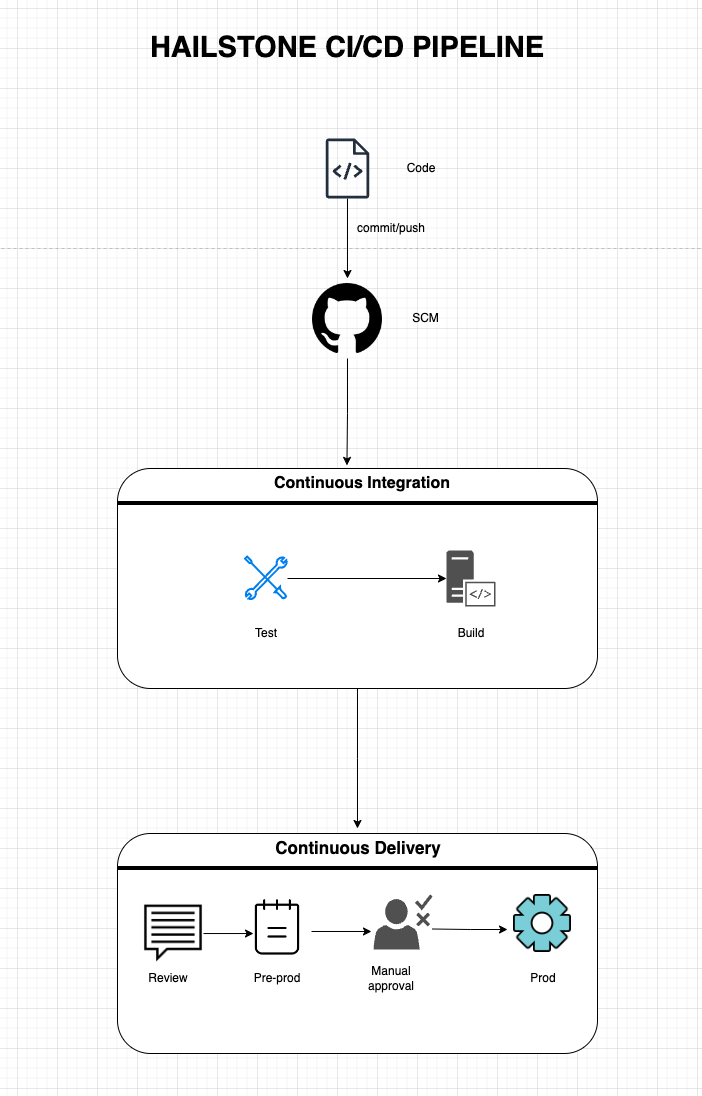 HAILSTONE CI/CD PIPELINE
</>
Code
commit/push
SCM
Continuous Integration
</>
Test
Build
Continuous Delivery
Review
Pre-prod
Manual
approval
Prod